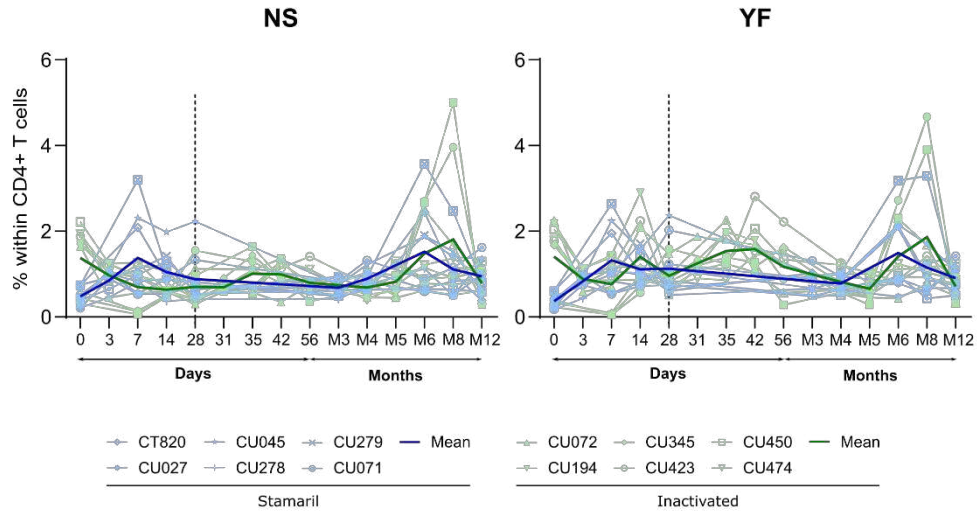 NS YF
% within CD4+ T cells
6 6
4 4
2 2
0 0
0 3 7 14 28 31 35 42 56 M3 M4 M5 M6 M8 M12 0 3 7 14 28 31 35 42 56 M3 M4 M5 M6 M8 M12
Days Months Days Months
CT820 CU045 CU279 Mean CU072 CU345 CU450 Mean
CU027 CU278 CU071 CU194 CU423 CU474
Stamaril Inactivated